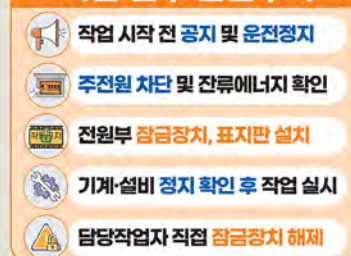 작업 시작 전 공지 및 운전정지
주전원 차단 및 잔류에너지 확인
전원부 잠금장치, 표지판 설치
기계·설비 정지 확인 후 작업 실시
담당작업자 직접 잠금장치 해제